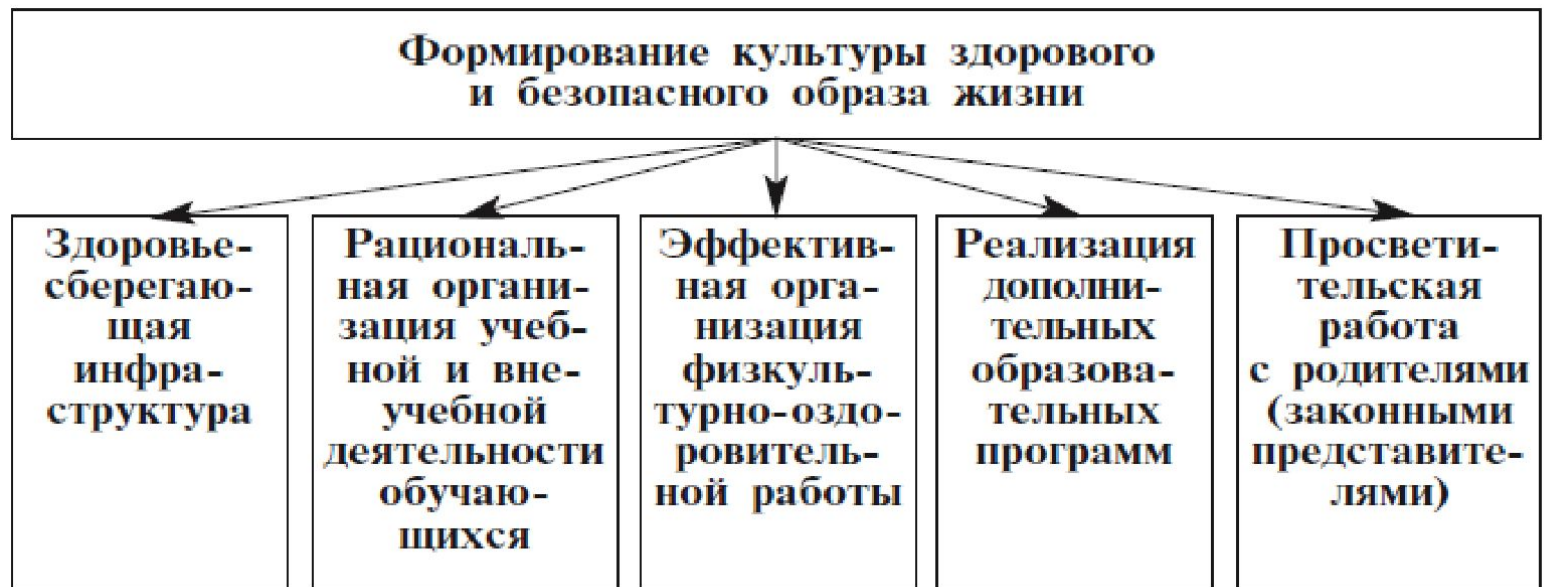 Формирование культуры здорового
и безопасного образа жизни
Здоровье-
сберегаю-
щая
инфра-
структура
Рациональ-
ная органи-
зация учеб-
ной и вне-
учебной
деятельности
обучаю-
щихся
Эффектив-
ная орга-
низация
физкуль-
турно-оздо-
ровитель-
ной работы
Реализация
дополни-
тельных
образова-
тельных
программ
Просвети-
тельская
работа
с родителями
(законными
представите-
лями)